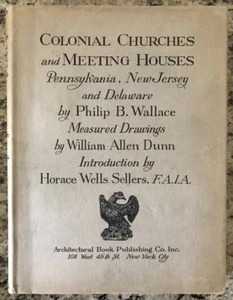 COLONIAL CHURCHES
and MEETING HOUSES
Pennsylvania, New Jersey
and Delaware
by Philip B. Wallace
Measured Drawings
by William Allen Dunn
Introduction by
Horace Wells Sellers, F.A.I.A.
Architectural Book Publishing Co. Inc.
108 West 46th St. New York City